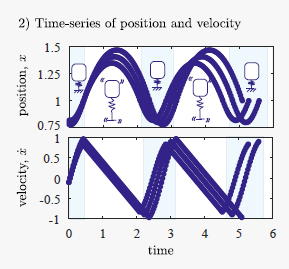 2) Time-series of position and velocity
position, x
1.5
1.25
1
0.75
velocity, ẋ
1
0.5
0
-0.5
-1
0 1 2 3 4 5 6
time